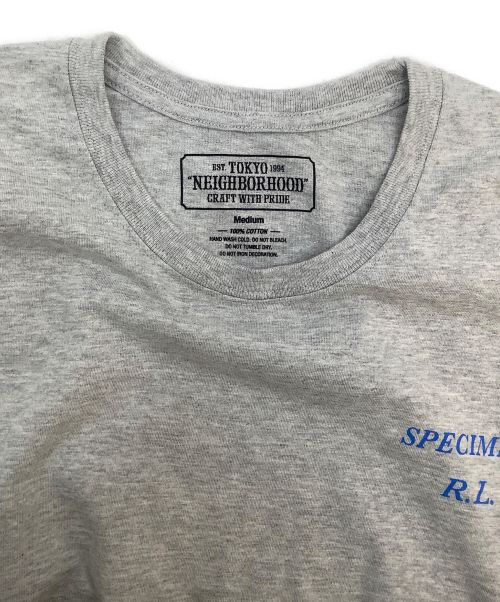 EST. TOKYO 1994
"NEIGHBORHOOD"
CRAFT WITH PRIDE
Medium
100% COTTON
HAND WASH COLD. DO NOT BLEACH.
DO NOT TUMBLE DRY.
DO NOT IRON DECORATION.
SPECIM
R.L.